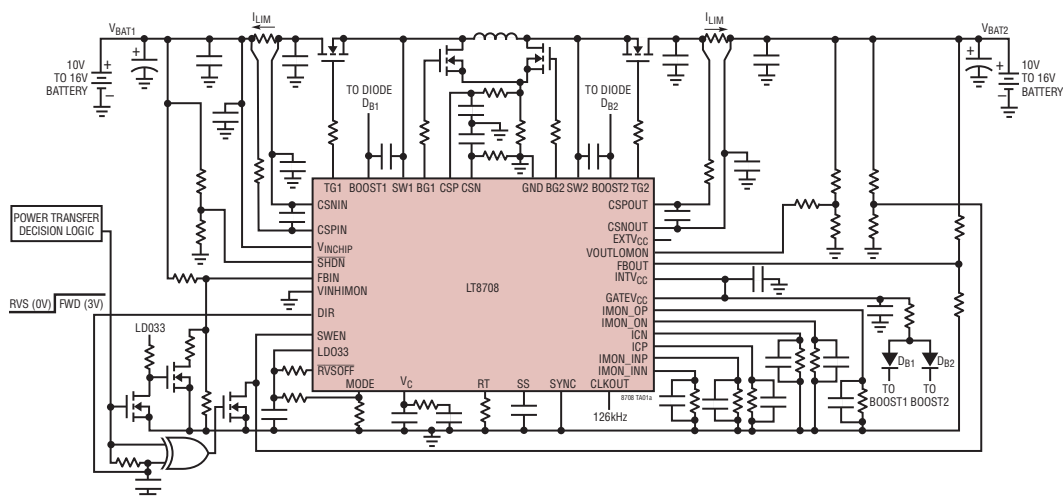 V_BAT1
I_LIM
I_LIM
V_BAT2
10V
TO 16V
BATTERY
+
–
+
+
+
–
10V
TO 16V
BATTERY
TO DIODE
D_B1
TO DIODE
D_B2
TG1
BOOST1
SW1
BG1
CSP
CSN
GND
BG2
SW2
BOOST2
TG2
POWER TRANSFER
DECISION LOGIC
RVS (0V)
FWD (3V)
LD033
CSNIN
CSPIN
V_INCHIP
SHDN
FBIN
VINHIMON
DIR
SWEN
LD033
RVSOFF
LT8708
CSPOUT
CSNOUT
EXTV_CC
VOUTLOMON
FBOUT
INTV_CC
GATEV_CC
IMON_OP
IMON_ON
ICN
ICP
IMON_INP
IMON_INN
MODE
V_C
RT
SS
SYNC
CLKOUT
8708 TA01a
126kHz
D_B1
D_B2
TO
BOOST1
TO
BOOST2